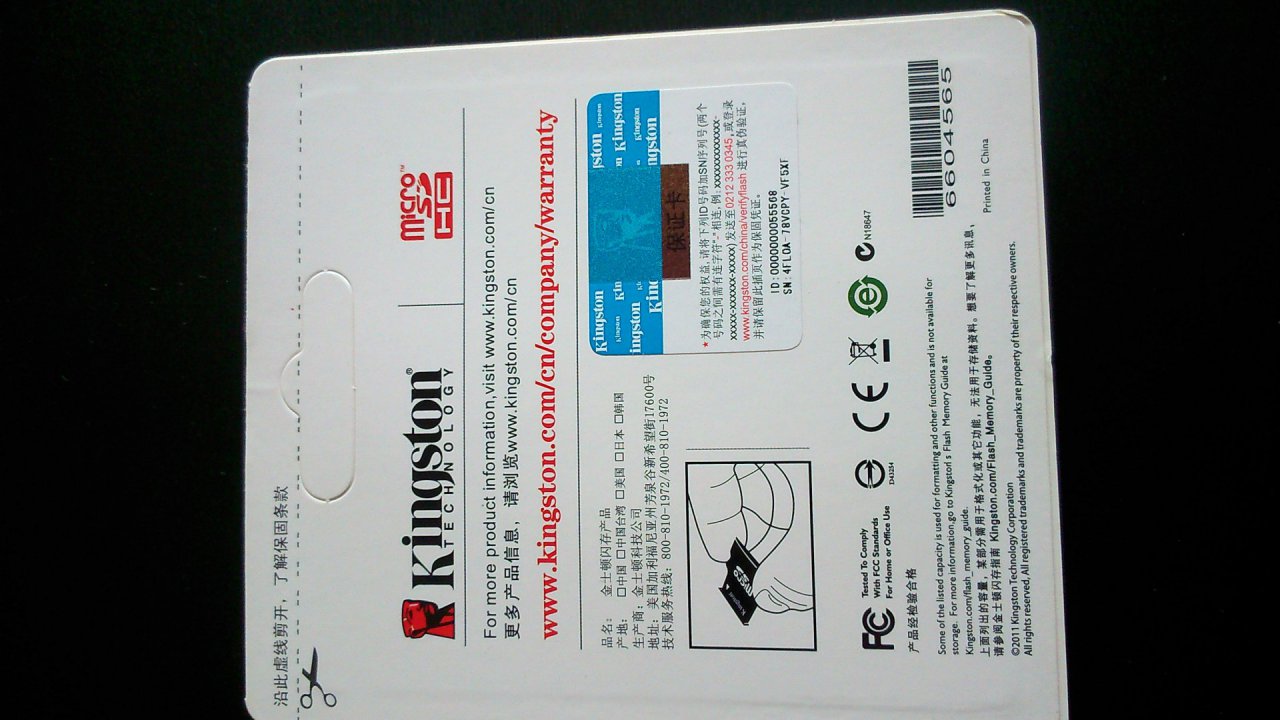 沿此虚线剪开，了解保固条款
Kingston®
TECHNOLOGY
micro™
SD
HC
For more product information,visit www.kingston.com/cn
更多产品信息，请浏览www.kingston.com/cn
www.kingston.com/cn/company/warranty
品名： 金士顿闪存产品
产地： □中国 □中国台湾 □美国 □日本 □韩国
生产商：金士顿科技公司
地址：美国加利福尼亚州芳泉谷新希望街17600号
技术服务热线：800-810-1972/400-810-1972
Kingston
保证卡
*为确保您的权益,请将下列ID号码加SN序列号(两个
号码之间需有连字符"-"相连,例: xxxxxxxxxxxxx-
xxxxx-xxxxxx-xxxxx) 发送至0212 333 0345,或登录
www.kingston.com/china/verifyflash 进行真伪验证,
并请保留此插页作为保固凭证。
ID:0000000055568
SN:4FLQA-78VCPY-VF5XF
Kingston
micro
SD
FC
Tested To Comply
With FCC Standards
For Home or Office Use
D43254
CE
N18647
6604565
Printed in China
产品经检验合格
Some of the listed capacity is used for formatting and other functions and is not available for
storage. For more information,go to Kingston's Flash Memory Guide at
Kingston.com/flash_memory_guide.
上面列出的容量，某部分需用于格式化或其它功能，无法用于存储资料。想要了解更多讯息，
请参阅金士顿闪存指南 Kingston.com/Flash_Memory_Guide。
©2011 Kingston Technology Corporation
All rights reserved. All registered trademarks and trademarks are property of their respective owners.